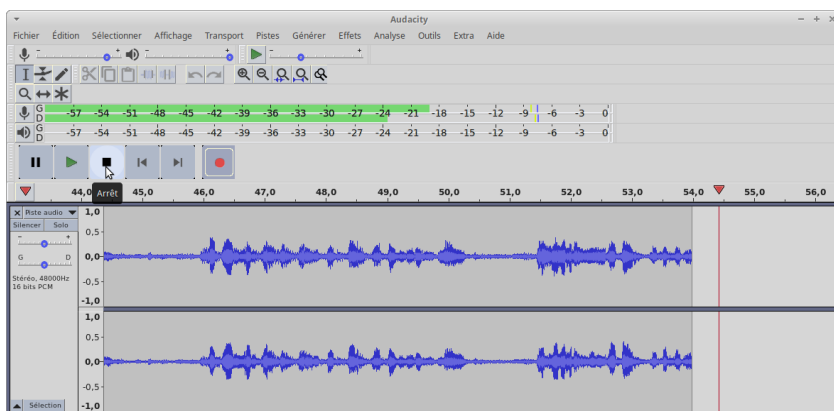 Audacity
Fichier Édition Sélectionner Affichage Transport Pistes Générer Effets Analyse Outils Extra Aide
G
D
-57 -54 -51 -48 -45 -42 -39 -36 -33 -30 -27 -24 -21 -18 -15 -12 -9 -6 -3 0
G
D
-57 -54 -51 -48 -45 -42 -39 -36 -33 -30 -27 -24 -21 -18 -15 -12 -9 -6 -3 0
44,0 Arrêt 45,0 46,0 47,0 48,0 49,0 50,0 51,0 52,0 53,0 54,0 55,0 56,0
Piste audio 1,0
Silencer Solo
- + 0,5
G D 0,0
Stéréo, 48000Hz -0,5
16 bits PCM
-1,0
1,0
0,5
0,0
-0,5
Sélection -1,0